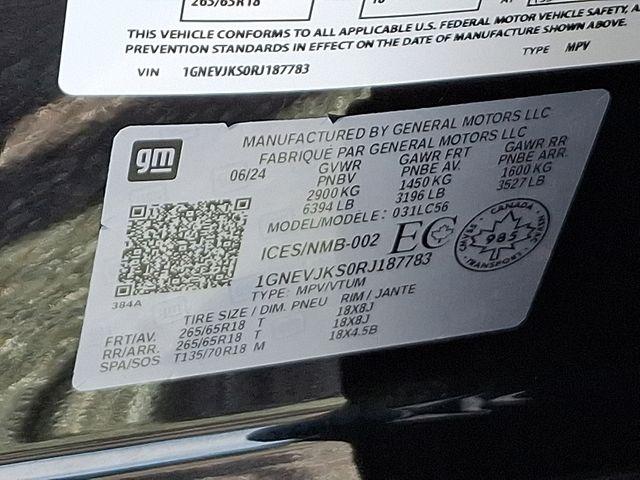 265/65R18
THIS VEHICLE CONFORMS TO ALL APPLICABLE U.S. FEDERAL MOTOR VEHICLE SAFETY,
PREVENTION STANDARDS IN EFFECT ON THE DATE OF MANUFACTURE SHOWN ABOVE.
VIN 1GNEVJKS0RJ187783 TYPE MPV
gm
MANUFACTURED BY GENERAL MOTORS LLC
FABRIQUÉ PAR GENERAL MOTORS LLC
06/24 GVWR GAWR FRT GAWR RR
PNBV PNBE AV. PNBE ARR.
2900 KG 1450 KG 1600 KG
6394 LB 3196 LB 3527 LB
MODEL/MODELE: 031LC56
ICES/NMB-002 EC
CANADA
985
TRANSPORT
1GNEVJKS0RJ187783
TYPE: MPV/VTUM
384A
TIRE SIZE / DIM. PNEU RIM / JANTE
FRT/AV. 265/65R18 T 18X8J
RR/ARR. 265/65R18 T 18X8J
SPA/SOS T135/70R18 M 18X4.5B